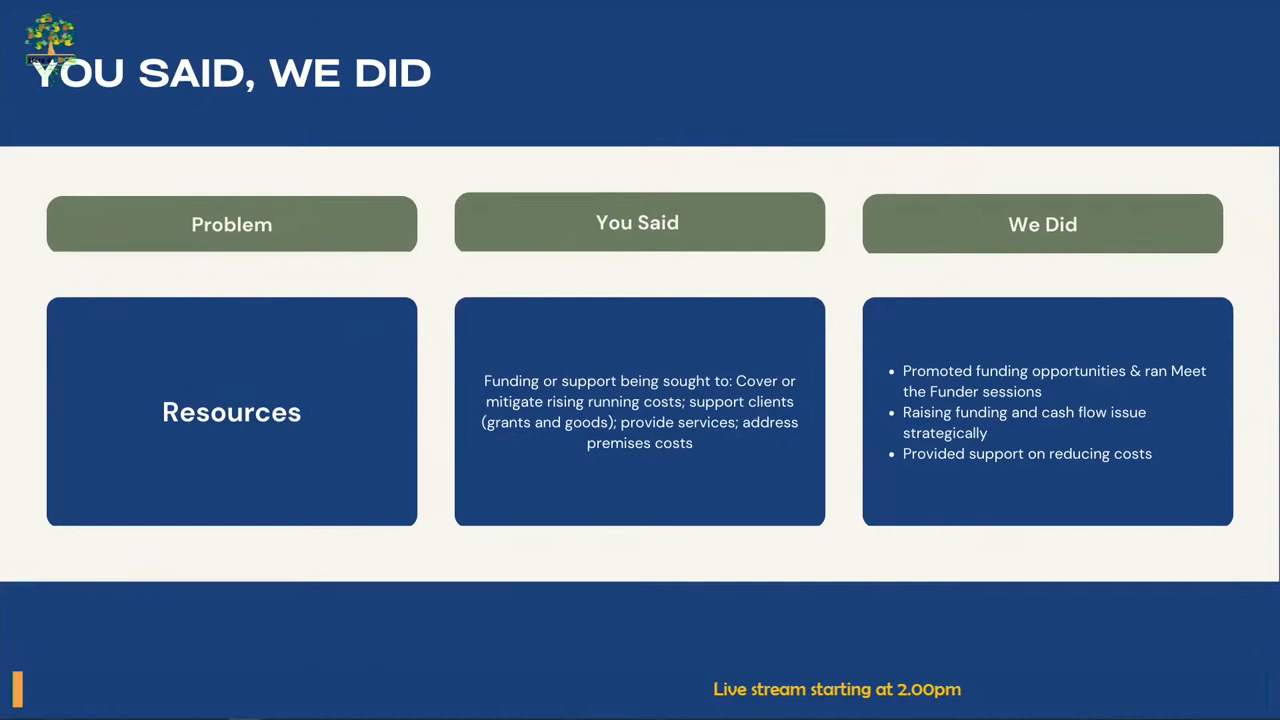 YOU SAID, WE DID
Problem
You Said
We Did
Resources
Funding or support being sought to: Cover or
mitigate rising running costs; support clients
(grants and goods); provide services; address
premises costs
• Promoted funding opportunities & ran Meet
the Funder sessions
• Raising funding and cash flow issue
strategically
• Provided support on reducing costs
Live stream starting at 2.00pm